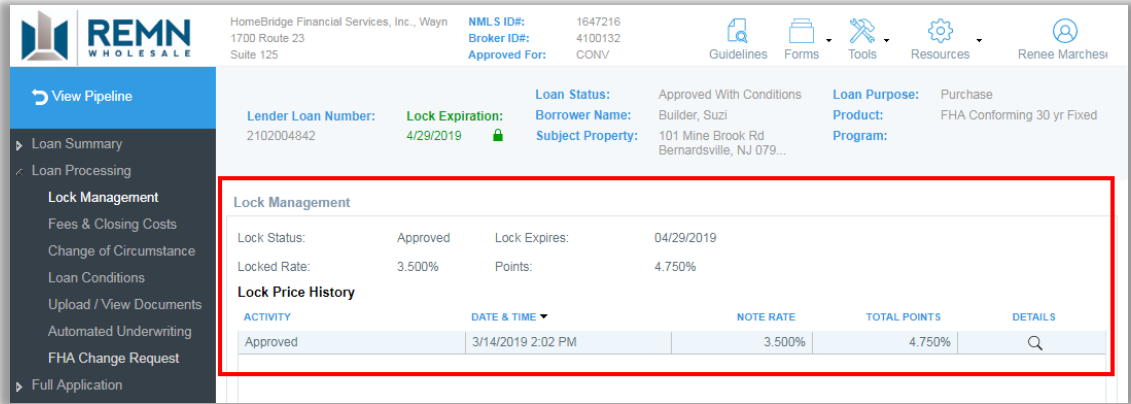 REMN
WHOLESALE
HomeBridge Financial Services, Inc., Wayn
1700 Route 23
Suite 125
NMLS ID#: 1647216
Broker ID#: 4100132
Approved For: CONV
Guidelines
Forms
Tools
Resources
Renee Marchese
View Pipeline
Lender Loan Number:
2102004842
Lock Expiration:
4/29/2019
Loan Status: Approved With Conditions
Borrower Name: Builder, Suzi
Subject Property: 101 Mine Brook Rd
Bernardsville, NJ 079...
Loan Purpose: Purchase
Product: FHA Conforming 30 yr Fixed
Program:
Loan Summary
Loan Processing
Lock Management
Fees & Closing Costs
Change of Circumstance
Loan Conditions
Upload / View Documents
Automated Underwriting
FHA Change Request
Full Application
Lock Management
Lock Status: Approved Lock Expires: 04/29/2019
Locked Rate: 3.500% Points: 4.750%
Lock Price History
ACTIVITY DATE & TIME NOTE RATE TOTAL POINTS DETAILS
Approved 3/14/2019 2:02 PM 3.500% 4.750%